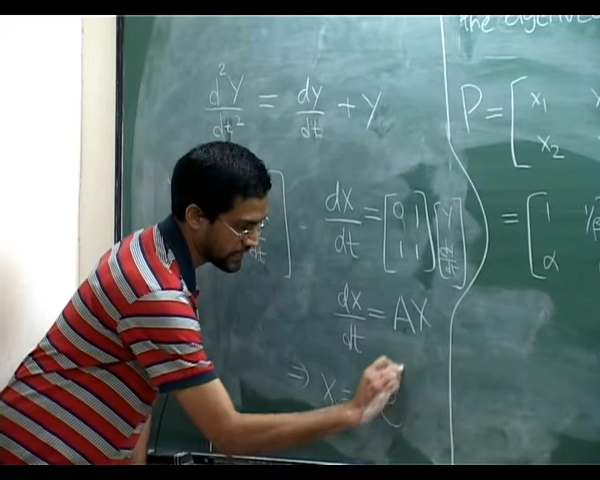 the eigenvec
d²Y/dt² = dy/dt + Y
dX/dt = [0 1; 1 1] [Y; dy/dt]
dX/dt = AX
⇒ X = e
P = [x₁
x₂
= [1 1/β
α